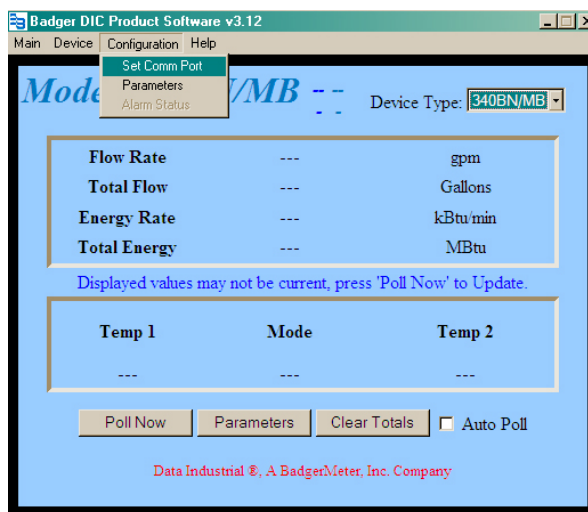 Badger DIC Product Software v3.12
Main Device Configuration Help
Set Comm Port
Parameters
Alarm Status
/MB -- --
Device Type: 340BN/MB
Flow Rate --- gpm
Total Flow --- Gallons
Energy Rate --- kBtu/min
Total Energy --- MBtu
Displayed values may not be current, press 'Poll Now' to Update.
Temp 1 Mode Temp 2
--- --- ---
Poll Now Parameters Clear Totals Auto Poll
Data Industrial ®, A BadgerMeter, Inc. Company